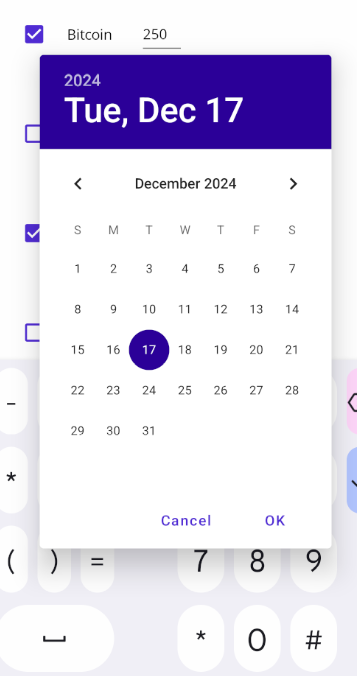 Bitcoin 250
2024
Tue, Dec 17
December 2024
S M T W T F S
1 2 3 4 5 6 7
8 9 10 11 12 13 14
15 16 17 18 19 20 21
22 23 24 25 26 27 28
29 30 31
Cancel OK
-
*
( ) = 7 8 9
* 0 #